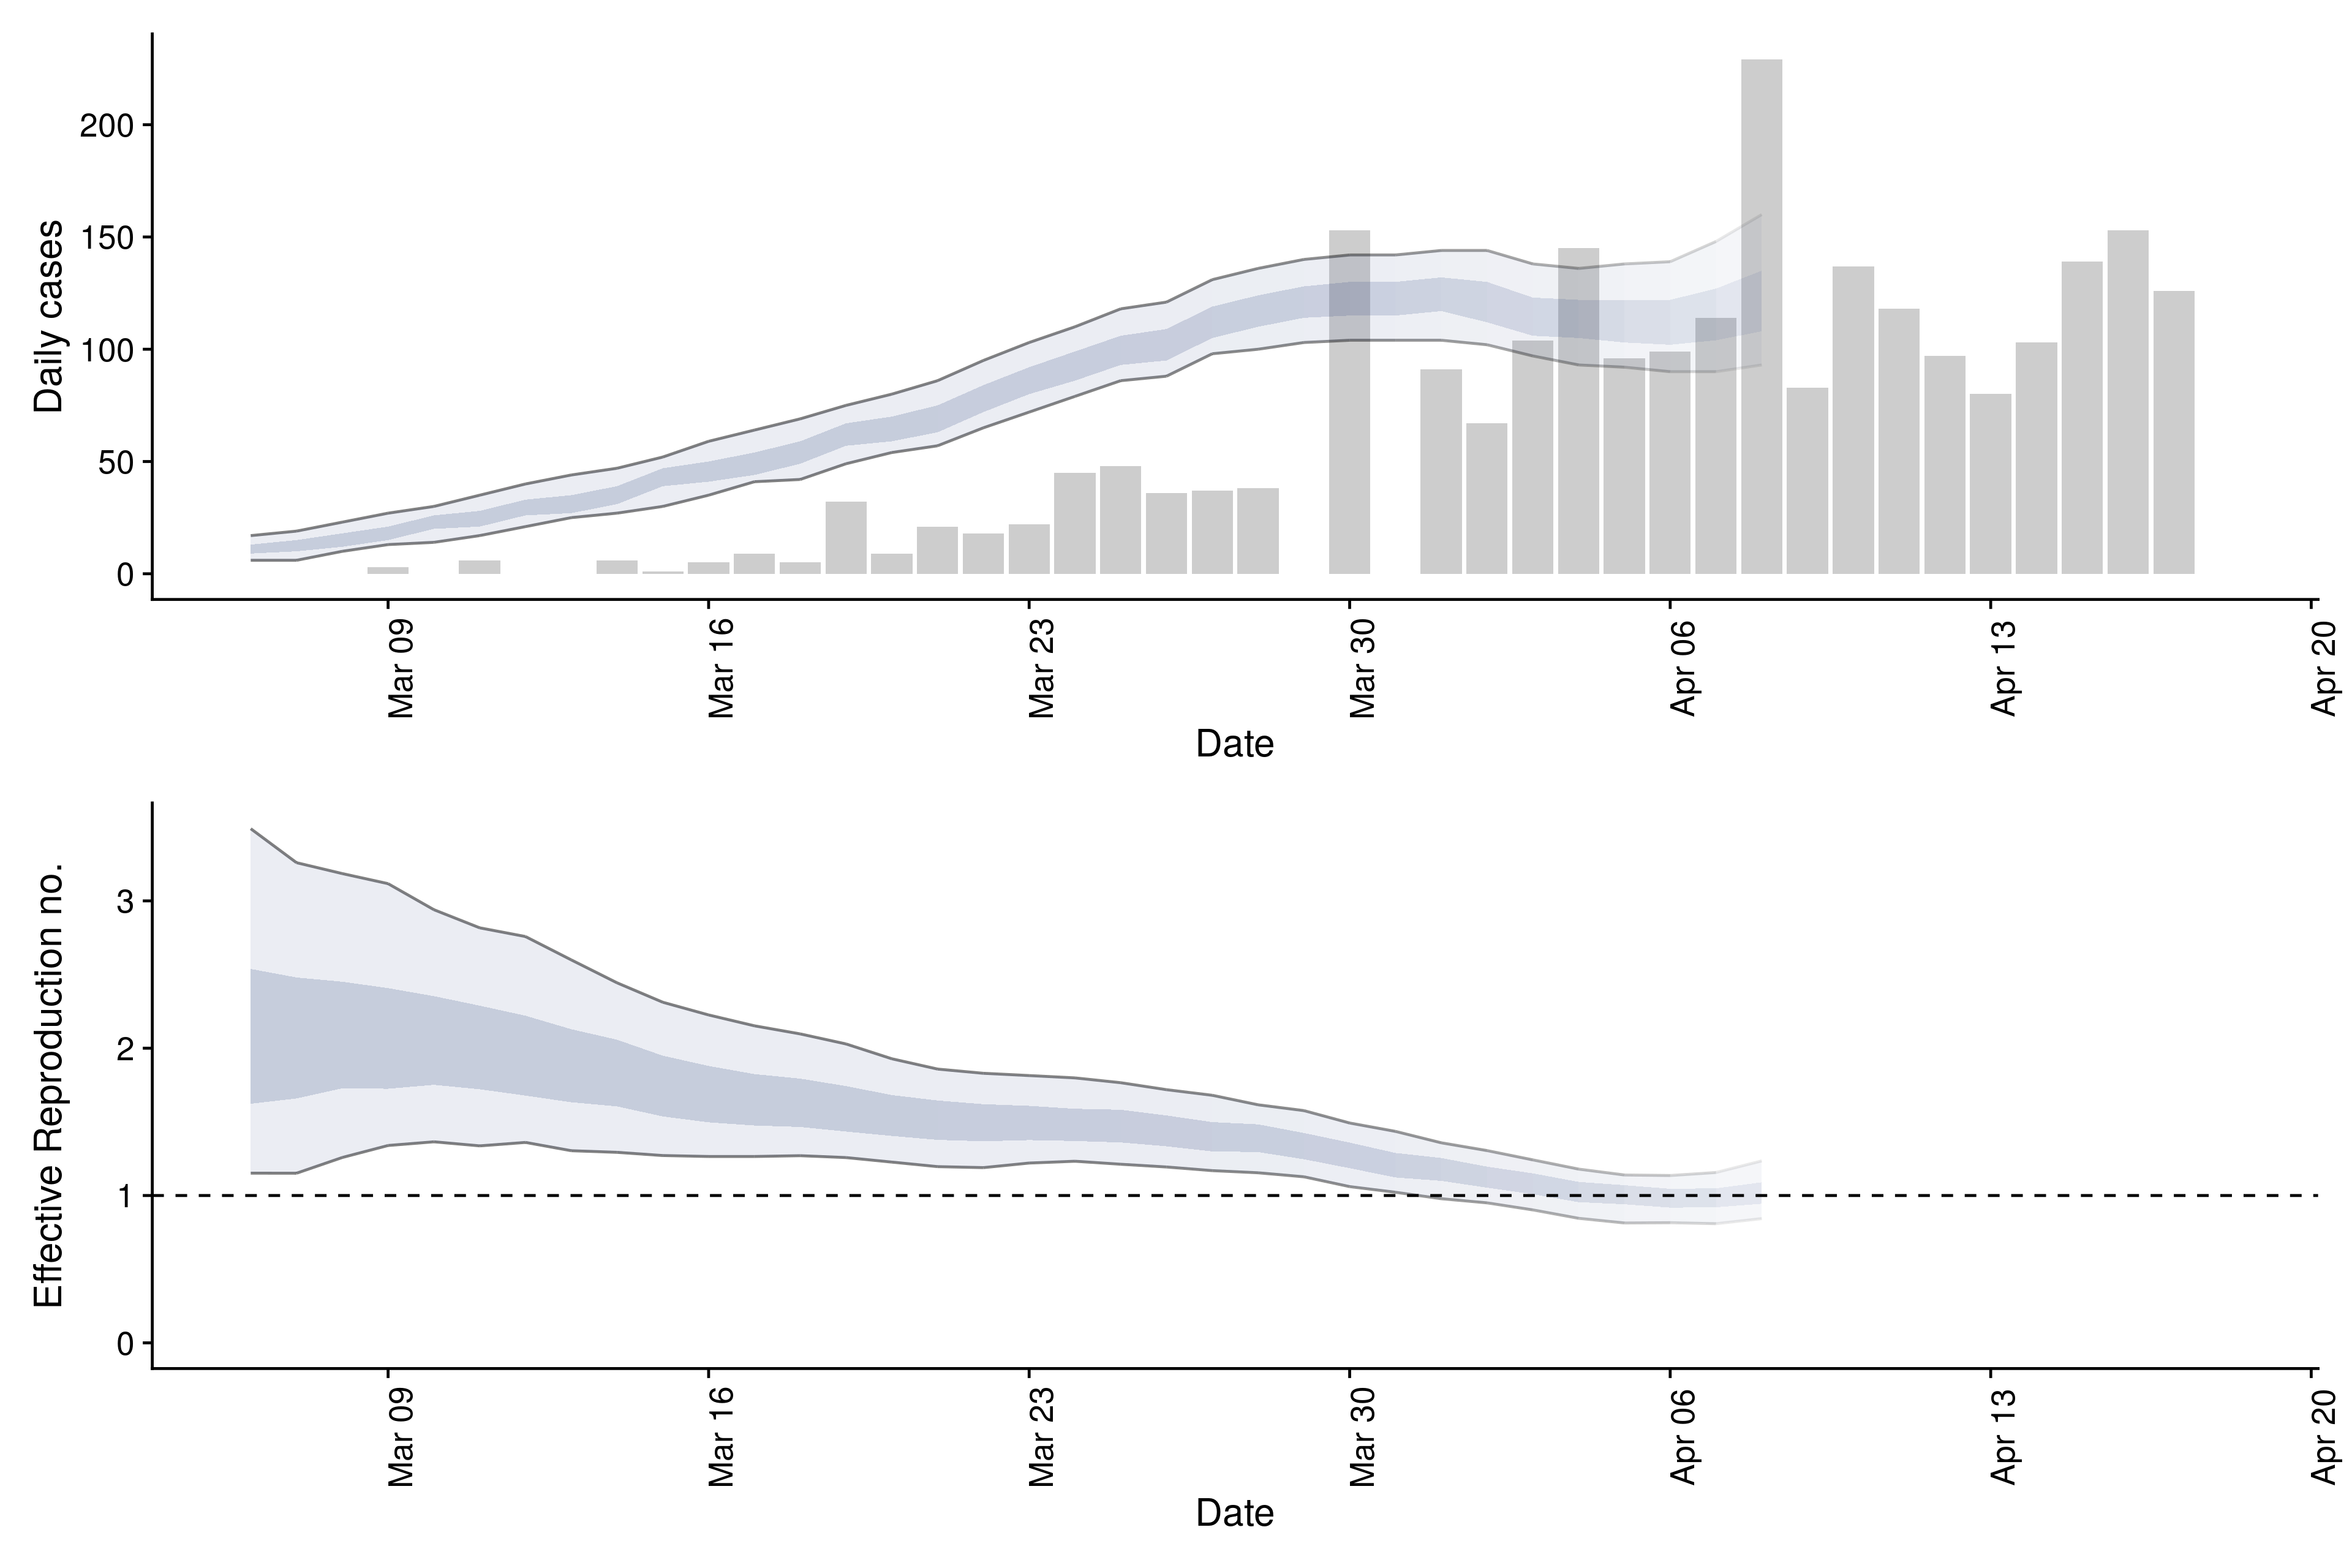 Daily cases
200
150
100
50
0
Mar 09
Mar 16
Mar 23
Mar 30
Apr 06
Apr 13
Apr 20
Date
Effective Reproduction no.
3
2
1
0
Mar 09
Mar 16
Mar 23
Mar 30
Apr 06
Apr 13
Apr 20
Date